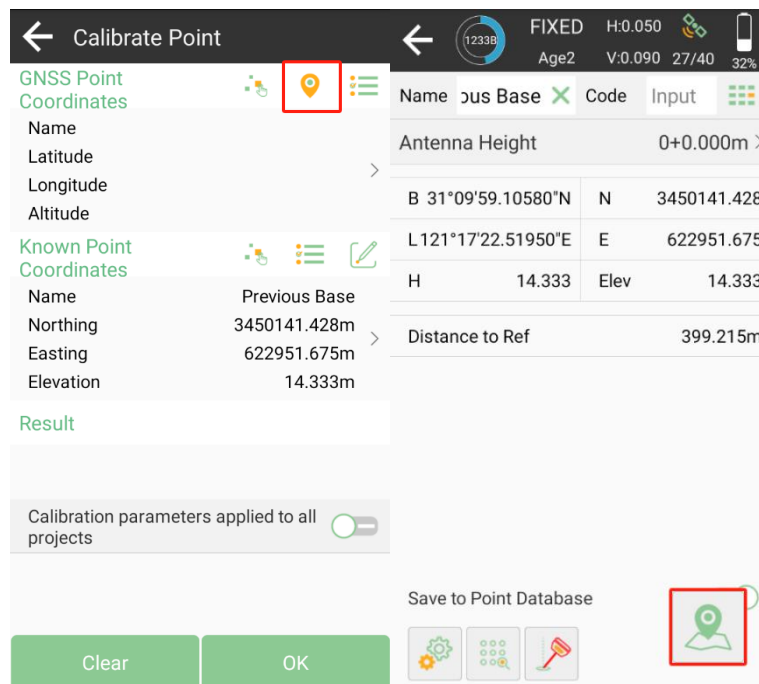 Calibrate Point
GNSS Point
Coordinates
Name
Latitude
Longitude
Altitude
Known Point
Coordinates
Name Previous Base
Northing 3450141.428m
Easting 622951.675m
Elevation 14.333m
Result
Calibration parameters applied to all
projects
Clear OK
1233B FIXED H:0.050
Age2 V:0.090 27/40 32%
Name ous Base Code Input
Antenna Height 0+0.000m
B 31°09'59.10580"N N 3450141.428
L 121°17'22.51950"E E 622951.675
H 14.333 Elev 14.333
Distance to Ref 399.215m
Save to Point Database